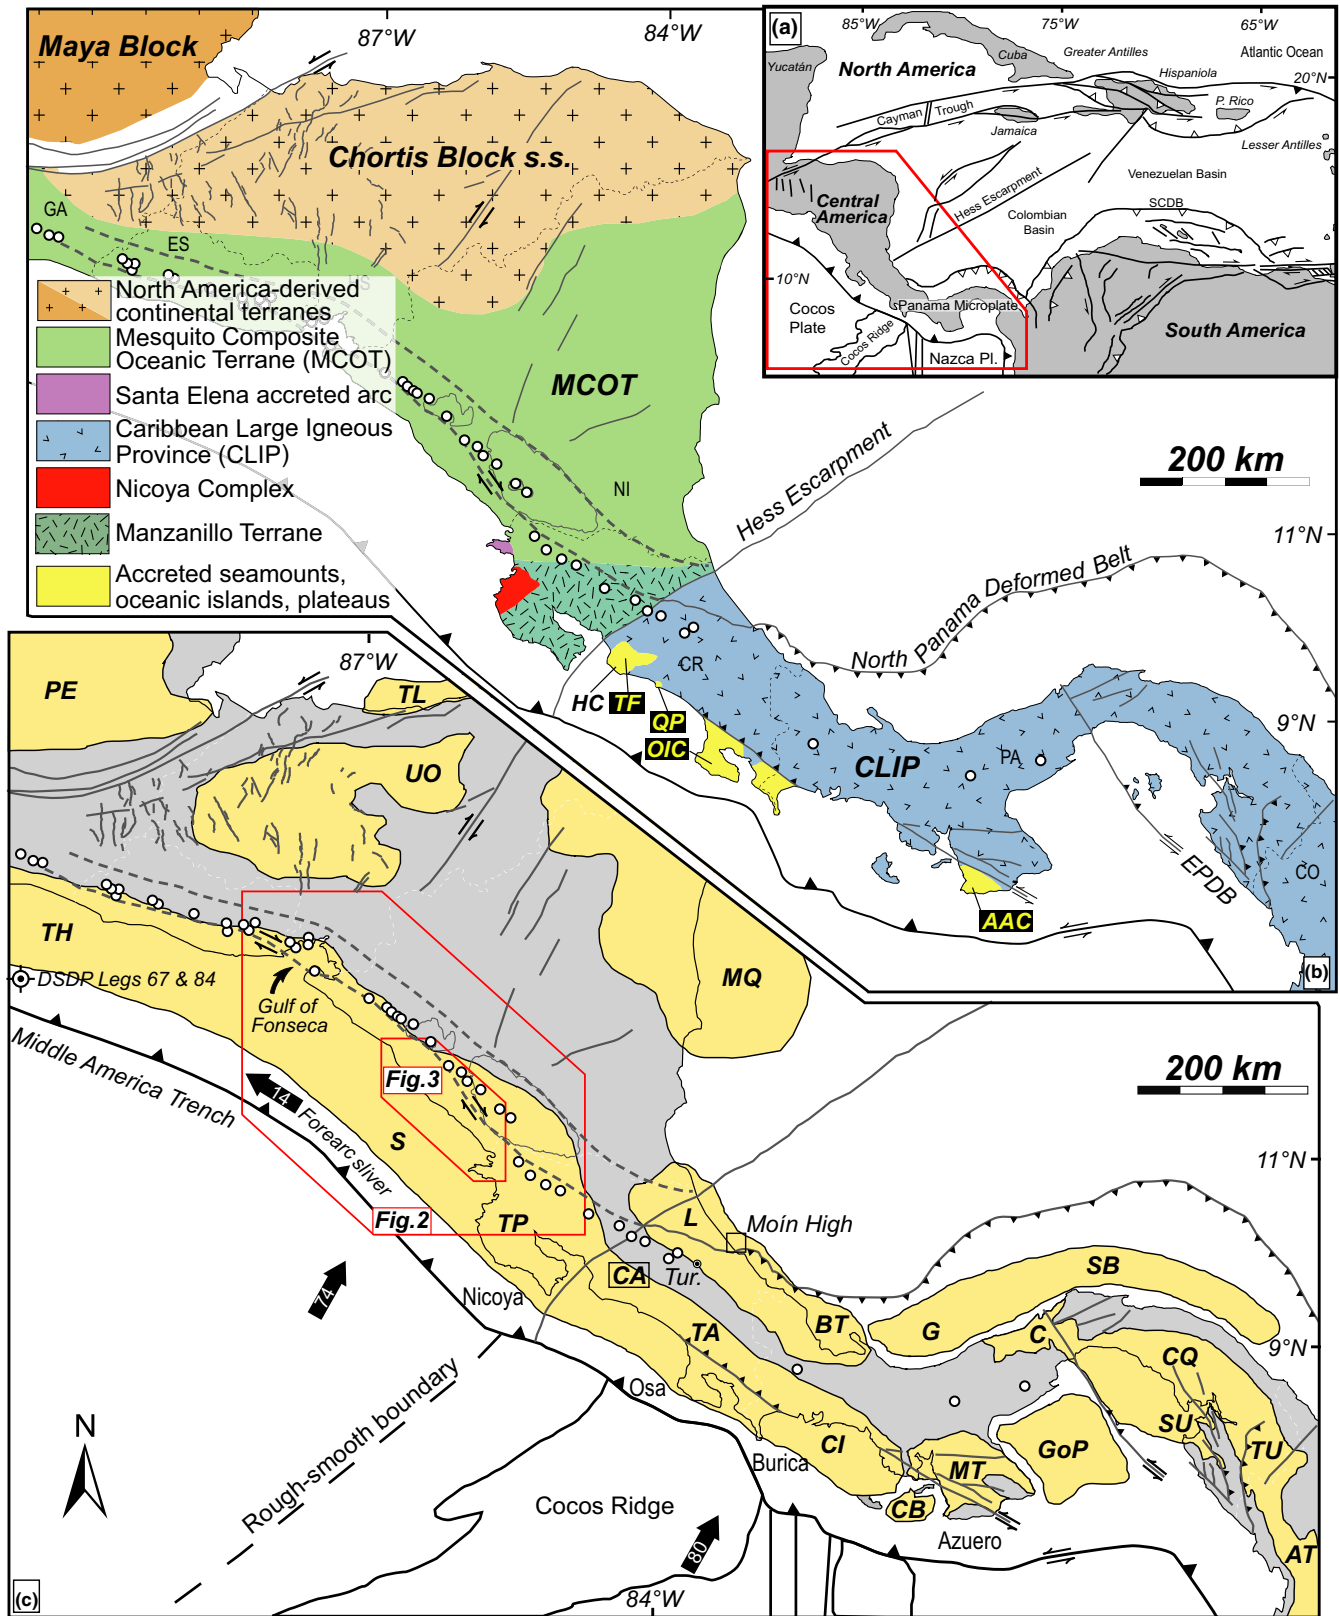 Maya Block
87°W
84°W
Chortis Block s.s.
GA
ES
North America-derived
continental terranes
Mesquito Composite
Oceanic Terrane (MCOT)
Santa Elena accreted arc
Caribbean Large Igneous
Province (CLIP)
Nicoya Complex
Manzanillo Terrane
Accreted seamounts,
oceanic islands, plateaus
MCOT
NI
Hess Escarpment
200 km
11°N
North Panama Deformed Belt
9°N
CR
HC
TF
QP
OIC
CLIP
PA
EPDB
CO
AAC
(b)
(a)
85°W
75°W
65°W
Yucatán
North America
Cuba
Greater Antilles
Atlantic Ocean
Hispaniola
20°N
Cayman
Trough
P. Rico
Jamaica
Lesser Antilles
Central
America
Hess Escarpment
Venezuelan Basin
Colombian
Basin
SCDB
10°N
Cocos
Plate
Panama Microplate
Cocos Ridge
Nazca Pl.
South America
87°W
PE
TL
UO
TH
DSDP Legs 67 & 84
Gulf of
Fonseca
MQ
Middle America Trench
14
Forearc sliver
Fig.3
S
Fig.2
TP
200 km
11°N
L
Moín High
CA
Tur.
74
Nicoya
TA
BT
G
SB
C
9°N
CQ
Rough-smooth boundary
Osa
CI
SU
TU
GoP
MT
Burica
N
Cocos Ridge
CB
80
Azuero
AT
84°W
(c)